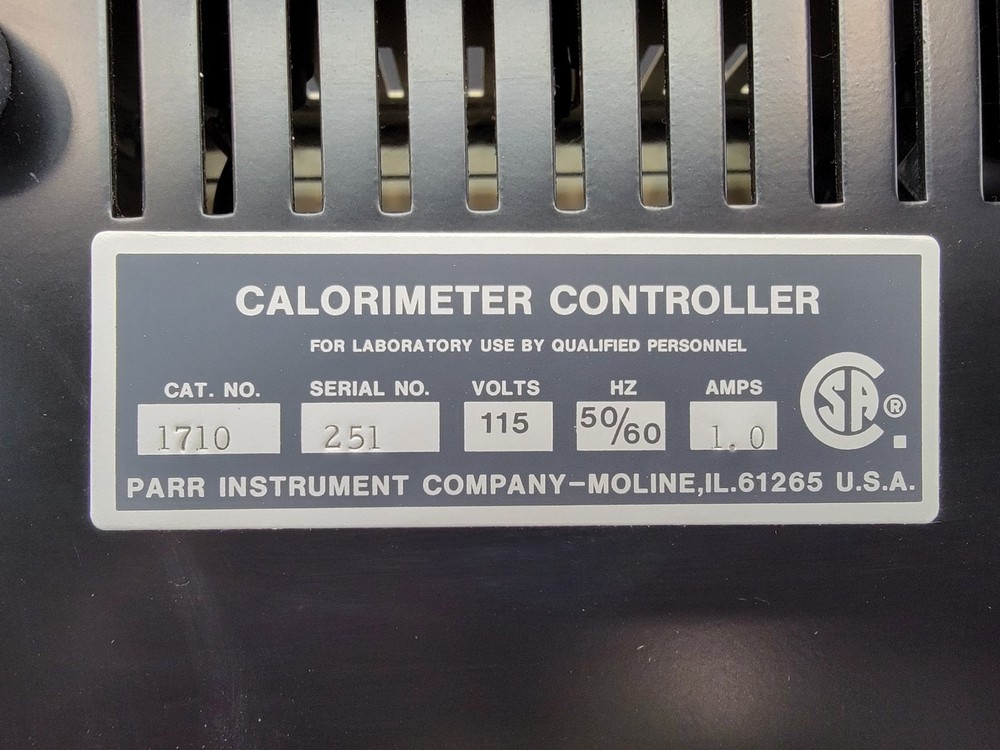 CALORIMETER CONTROLLER
FOR LABORATORY USE BY QUALIFIED PERSONNEL
CAT. NO. SERIAL NO. VOLTS HZ AMPS
1710 251 115 50/60 1.0
CSA®
PARR INSTRUMENT COMPANY–MOLINE,IL.61265 U.S.A.